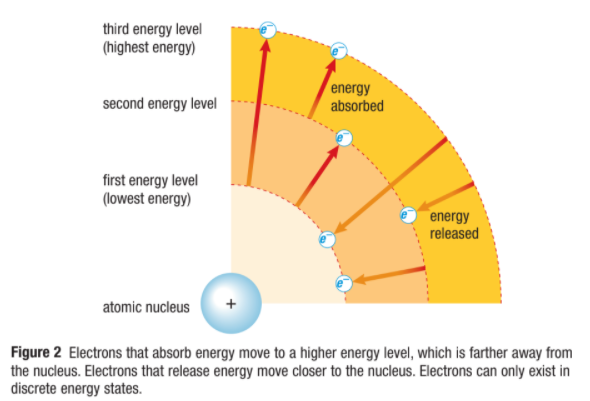 third energy level
(highest energy)
e⁻
e⁻
energy
absorbed
second energy level
e⁻
first energy level
(lowest energy)
e⁻
energy
released
e⁻
e⁻
atomic nucleus
+
Figure 2 Electrons that absorb energy move to a higher energy level, which is farther away from
the nucleus. Electrons that release energy move closer to the nucleus. Electrons can only exist in
discrete energy states.